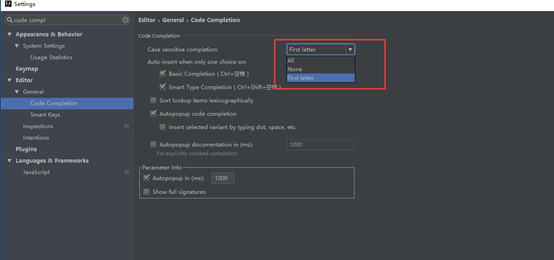 Settings
code compl
Appearance & Behavior
System Settings
Usage Statistics
Keymap
Editor
General
Code Completion
Smart Keys
Inspections
Intentions
Plugins
Languages & Frameworks
JavaScript
Editor › General › Code Completion
Code Completion
Case sensitive completion: First letter
All
None
First letter
Auto-insert when only one choice on:
Basic Completion ( Ctrl+空格 )
Smart Type Completion ( Ctrl+Shift+空格 )
Sort lookup items lexicographically
Autopopup code completion
Insert selected variant by typing dot, space, etc.
Autopopup documentation in (ms): 1000
For explicitly invoked completion
Parameter Info
Autopopup in (ms): 1000
Show full signatures